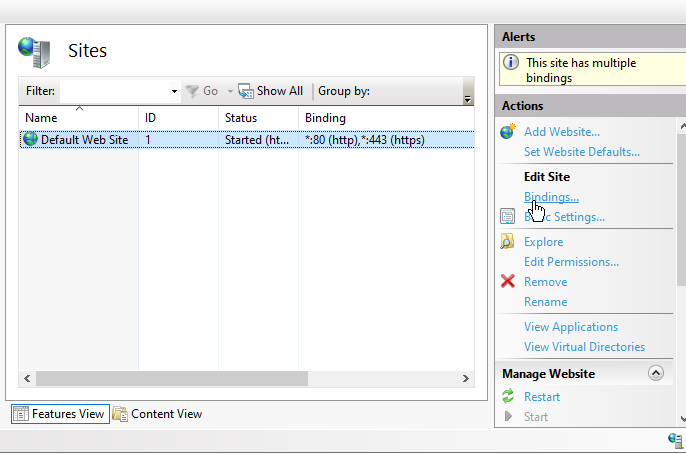 Sites
Filter:
Go
Show All
Group by:
Name
ID
Status
Binding
Default Web Site
1
Started (ht...
*:80 (http),*:443 (https)
Features View
Content View
Alerts
This site has multiple
bindings
Actions
Add Website...
Set Website Defaults...
Edit Site
Bindings...
Settings...
Explore
Edit Permissions...
Remove
Rename
View Applications
View Virtual Directories
Manage Website
Restart
Start